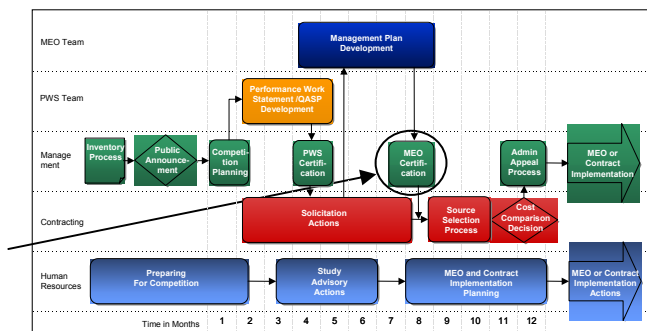 MEO Team
Management Plan
Development
PWS Team
Performance Work
Statement /QASP
Development
Manage
ment
Inventory
Process
Public
Announce-
ment
Competi-
tion
Planning
PWS
Certifi-
cation
MEO
Certifi-
cation
Admin
Appeal
Process
MEO or
Contract
Implementation
Contracting
Solicitation
Actions
Source
Selection
Process
Cost
Comparison
Decision
Human
Resources
Preparing
For Competition
Study
Advisory
Actions
MEO and Contract
Implementation
Planning
MEO or Contract
Implementation
Actions
Time in Months 1 2 3 4 5 6 7 8 9 10 11 12